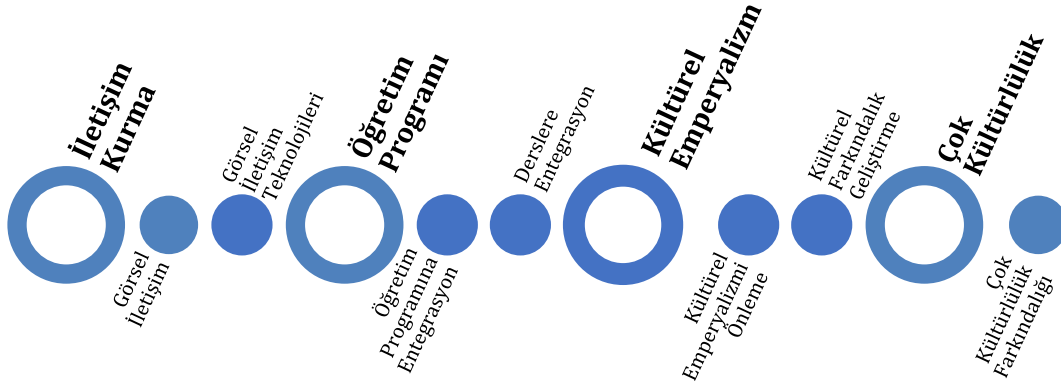 İletişim
Kurma
Görsel
İletişim
Görsel
İletişim
Teknolojileri
Öğretim
Programı
Öğretim
Programına
Entegrasyon
Derslere
Entegrasyon
Kültürel
Emperyalizm
Kültürel
Emperyalizmi
Önleme
Kültürel
Farkındalık
Geliştirme
Çok
Kültürlülük
Çok
Kültürlülük
Farkındalığı